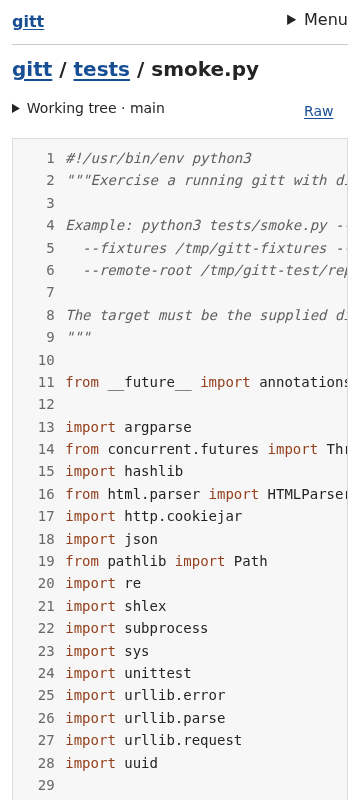 gitt
Menu
gitt / tests / smoke.py
Working tree · main
Raw
1 #!/usr/bin/env python3
2 """Exercise a running gitt with
3
4 Example: python3 tests/smoke.py
5 --fixtures /tmp/gitt-fixtures
6 --remote-root /tmp/gitt-test/
7
8 The target must be the supplied
9 """
10
11 from __future__ import annotations
12
13 import argparse
14 from concurrent.futures import
15 import hashlib
16 from html.parser import HTMLParser
17 import http.cookiejar
18 import json
19 from pathlib import Path
20 import re
21 import shlex
22 import subprocess
23 import sys
24 import unittest
25 import urllib.error
26 import urllib.parse
27 import urllib.request
28 import uuid
29